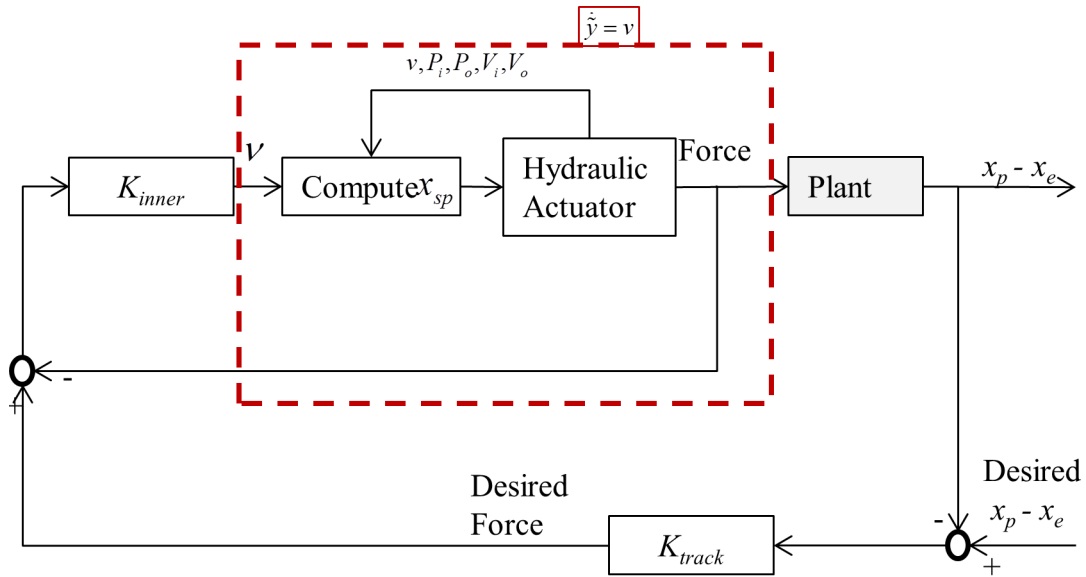 ỹ̇ = v
v, P_i, P_o, V_i, V_o
K_inner
ν
Compute x_sp
Hydraulic
Actuator
Force
Plant
x_p - x_e
-
+
Desired
Force
K_track
-
Desired
x_p - x_e
+